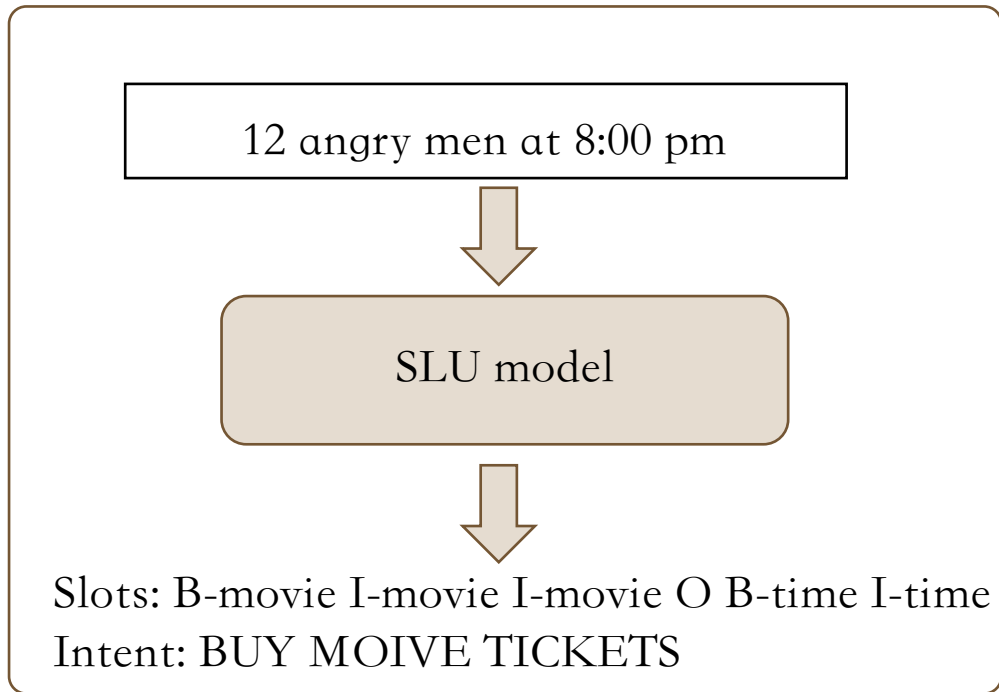 12 angry men at 8:00 pm
SLU model
Slots: B-movie I-movie I-movie O B-time I-time
Intent: BUY MOIVE TICKETS